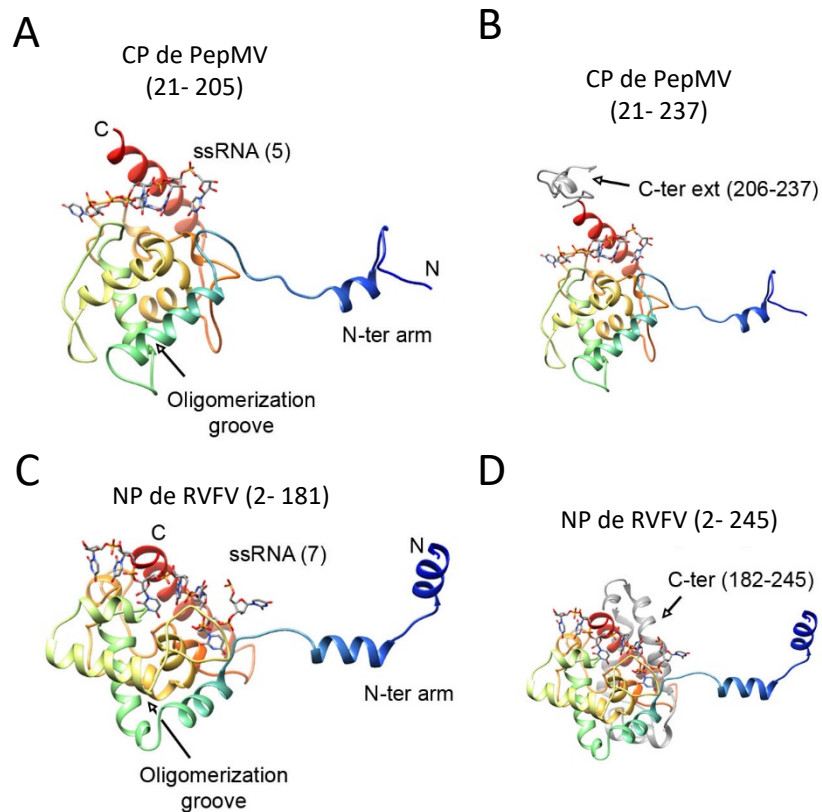 A
CP de PepMV
(21- 205)
C
ssRNA (5)
N
N-ter arm
Oligomerization
groove
B
CP de PepMV
(21- 237)
C-ter ext (206-237)
C
NP de RVFV (2- 181)
C
ssRNA (7)
N
N-ter arm
Oligomerization
groove
D
NP de RVFV (2- 245)
C-ter (182-245)